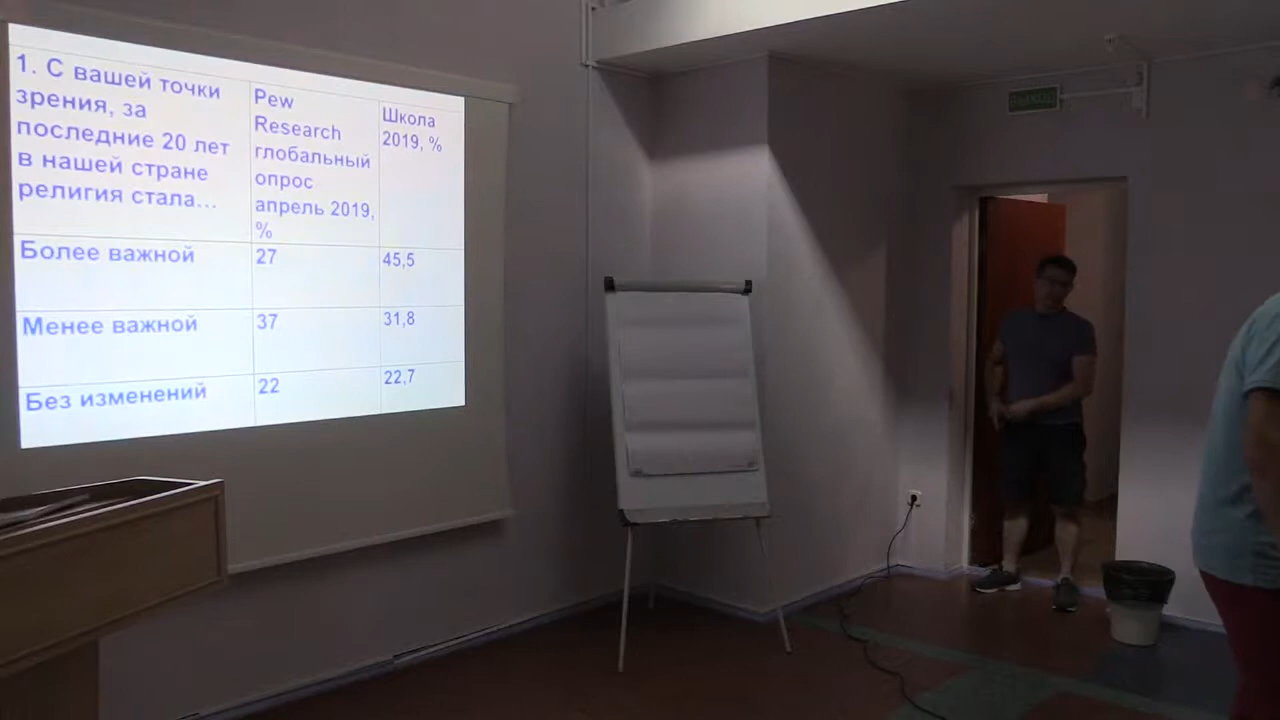 1. С вашей точки
зрения, за
последние 20 лет
в нашей стране
религия стала...
Pew
Research
глобальный
опрос
апрель 2019,
%
Школа
2019, %
Более важной
27
45,5
Менее важной
37
31,8
Без изменений
22
22,7
ВЫХОД